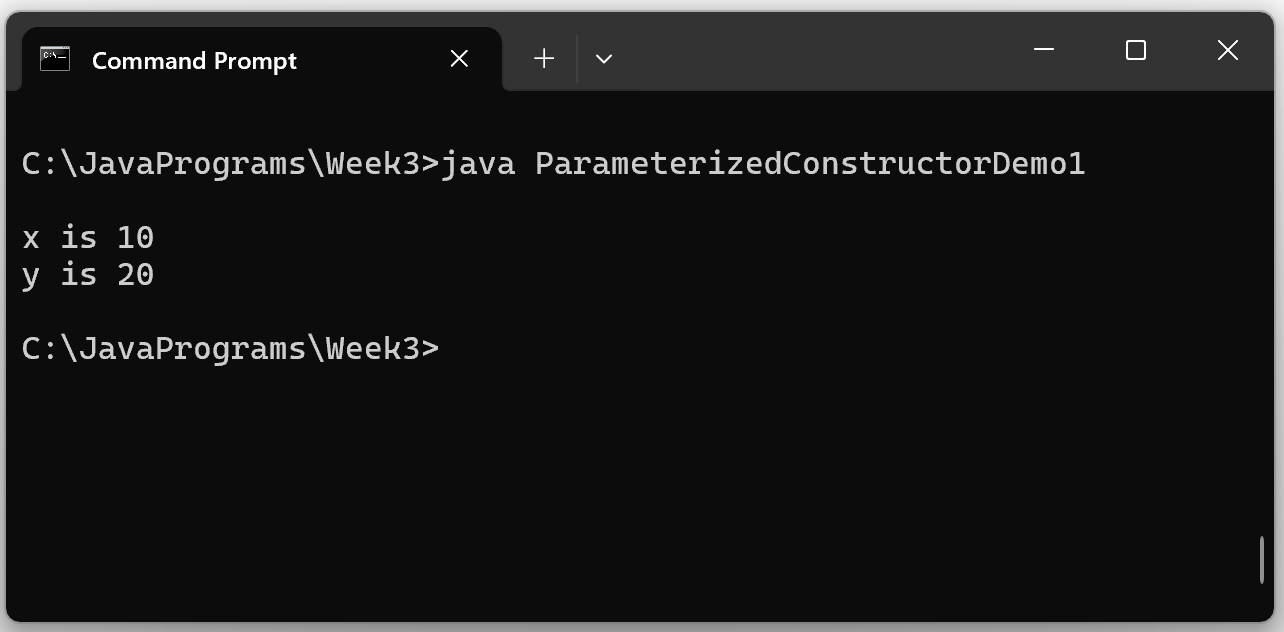 Command Prompt
C:\JavaPrograms\Week3>java ParameterizedConstructorDemo1
x is 10
y is 20
C:\JavaPrograms\Week3>